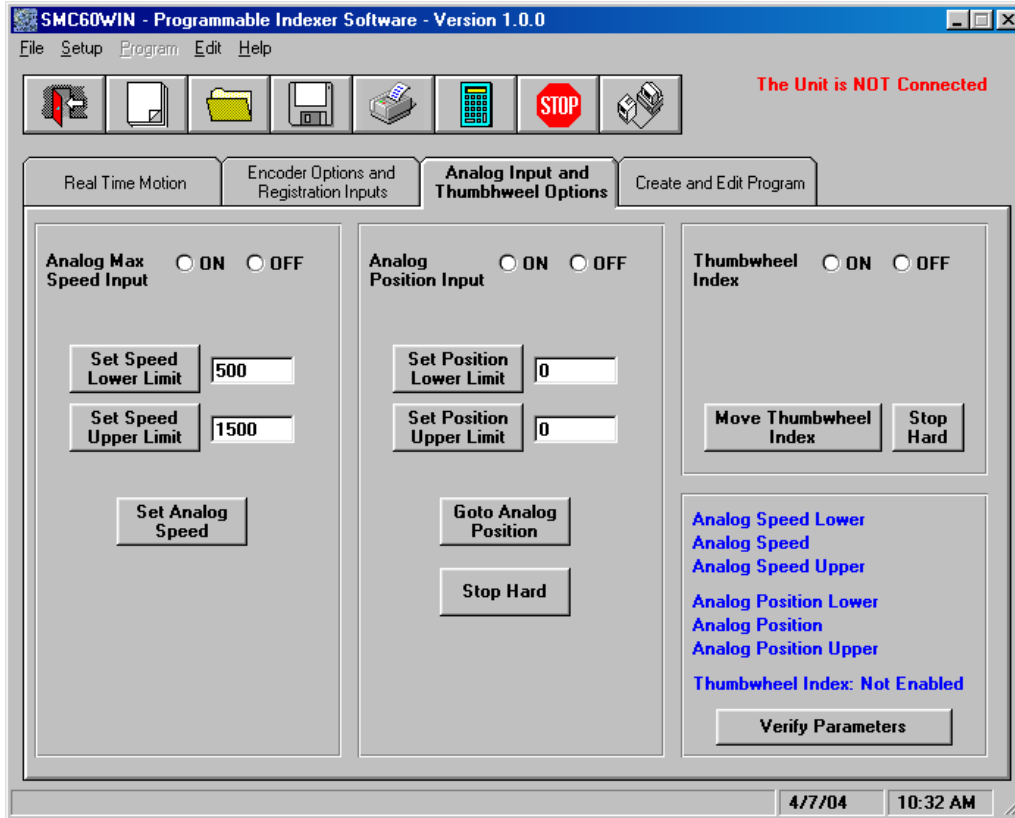 SMC60WIN - Programmable Indexer Software - Version 1.0.0
File Setup Program Edit Help
STOP
The Unit is NOT Connected
Real Time Motion
Encoder Options and
Registration Inputs
Analog Input and
Thumbhweel Options
Create and Edit Program
Analog Max
Speed Input
ON OFF
Set Speed
Lower Limit
500
Set Speed
Upper Limit
1500
Set Analog
Speed
Analog
Position Input
ON OFF
Set Position
Lower Limit
0
Set Position
Upper Limit
0
Goto Analog
Position
Stop Hard
Thumbwheel
Index
ON OFF
Move Thumbwheel
Index
Stop
Hard
Analog Speed Lower
Analog Speed
Analog Speed Upper
Analog Position Lower
Analog Position
Analog Position Upper
Thumbwheel Index: Not Enabled
Verify Parameters
4/7/04
10:32 AM